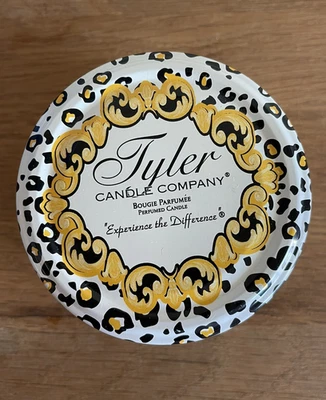 Tyler
CANDLE COMPANY®
BOUGIE PARFUMÉE
PERFUMED CANDLE
"Experience the Difference"®